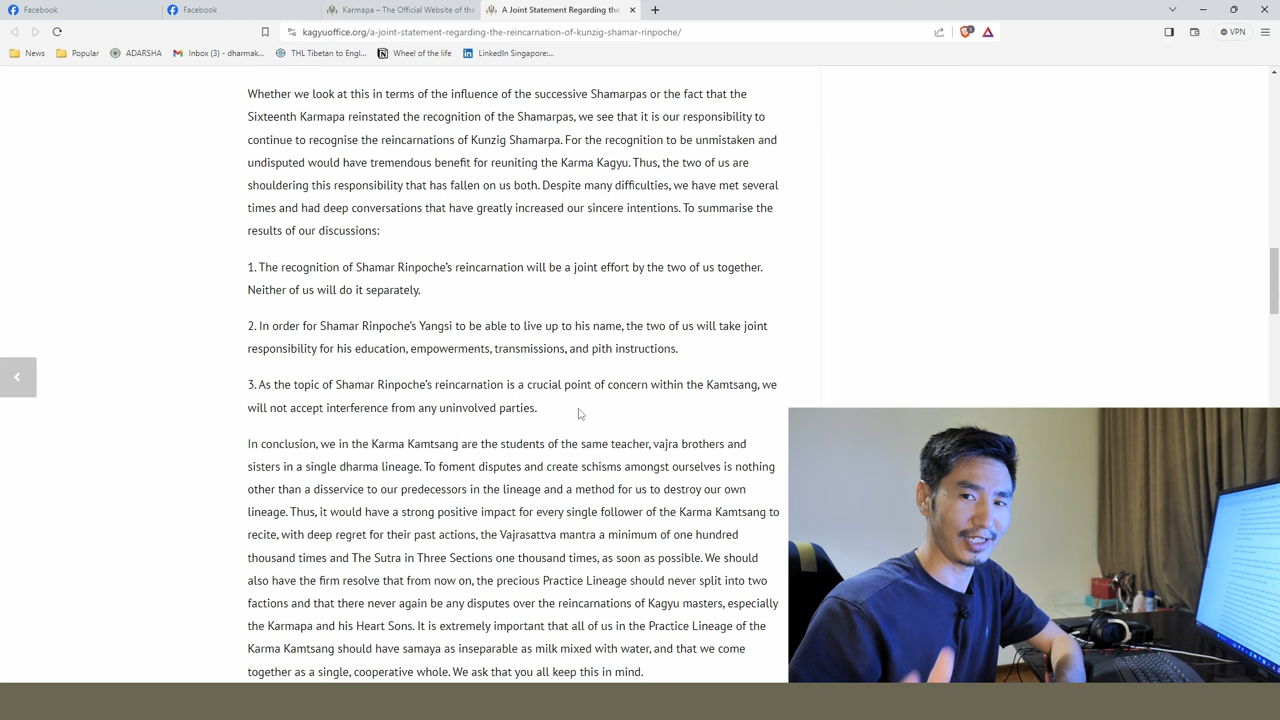 Facebook
Facebook
Karmapa – The Official Website of the
A Joint Statement Regarding the
kagyuoffice.org/a-joint-statement-regarding-the-reincarnation-of-kunzig-shamar-rinpoche/
VPN
News
Popular
ADARSHA
Inbox (3) - dharmak...
THL Tibetan to Engl...
Wheel of the life
LinkedIn Singapore:...
Whether we look at this in terms of the influence of the successive Shamarpas or the fact that the
Sixteenth Karmapa reinstated the recognition of the Shamarpas, we see that it is our responsibility to
continue to recognise the reincarnations of Kunzig Shamarpa. For the recognition to be unmistaken and
undisputed would have tremendous benefit for reuniting the Karma Kagyu. Thus, the two of us are
shouldering this responsibility that has fallen on us both. Despite many difficulties, we have met several
times and had deep conversations that have greatly increased our sincere intentions. To summarise the
results of our discussions:
1. The recognition of Shamar Rinpoche’s reincarnation will be a joint effort by the two of us together.
Neither of us will do it separately.
2. In order for Shamar Rinpoche’s Yangsi to be able to live up to his name, the two of us will take joint
responsibility for his education, empowerments, transmissions, and pith instructions.
3. As the topic of Shamar Rinpoche’s reincarnation is a crucial point of concern within the Kamtsang, we
will not accept interference from any uninvolved parties.
In conclusion, we in the Karma Kamtsang are the students of the same teacher, vajra brothers and
sisters in a single dharma lineage. To foment disputes and create schisms amongst ourselves is nothing
other than a disservice to our predecessors in the lineage and a method for us to destroy our own
lineage. Thus, it would have a strong positive impact for every single follower of the Karma Kamtsang to
recite, with deep regret for their past actions, the Vajrasattva mantra a minimum of one hundred
thousand times and The Sutra in Three Sections one thousand times, as soon as possible. We should
also have the firm resolve that from now on, the precious Practice Lineage should never split into two
factions and that there never again be any disputes over the reincarnations of Kagyu masters, especially
the Karmapa and his Heart Sons. It is extremely important that all of us in the Practice Lineage of the
Karma Kamtsang should have samaya as inseparable as milk mixed with water, and that we come
together as a single, cooperative whole. We ask that you all keep this in mind.